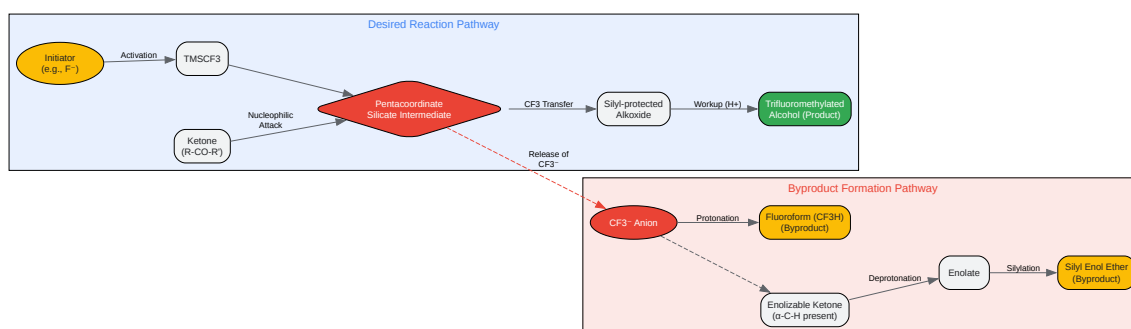 Desired Reaction Pathway
Initiator
(e.g., F⁻)
Activation
TMSCF3
Nucleophilic
Attack
Ketone
(R-CO-R')
Pentacoordinate
Silicate Intermediate
CF3 Transfer
Silyl-protected
Alkoxide
Workup (H+)
Trifluoromethylated
Alcohol (Product)
Release of
CF3⁻
Byproduct Formation Pathway
CF3⁻ Anion
Protonation
Fluoroform (CF3H)
(Byproduct)
Enolizable Ketone
(α-C-H present)
Deprotonation
Enolate
Silylation
Silyl Enol Ether
(Byproduct)